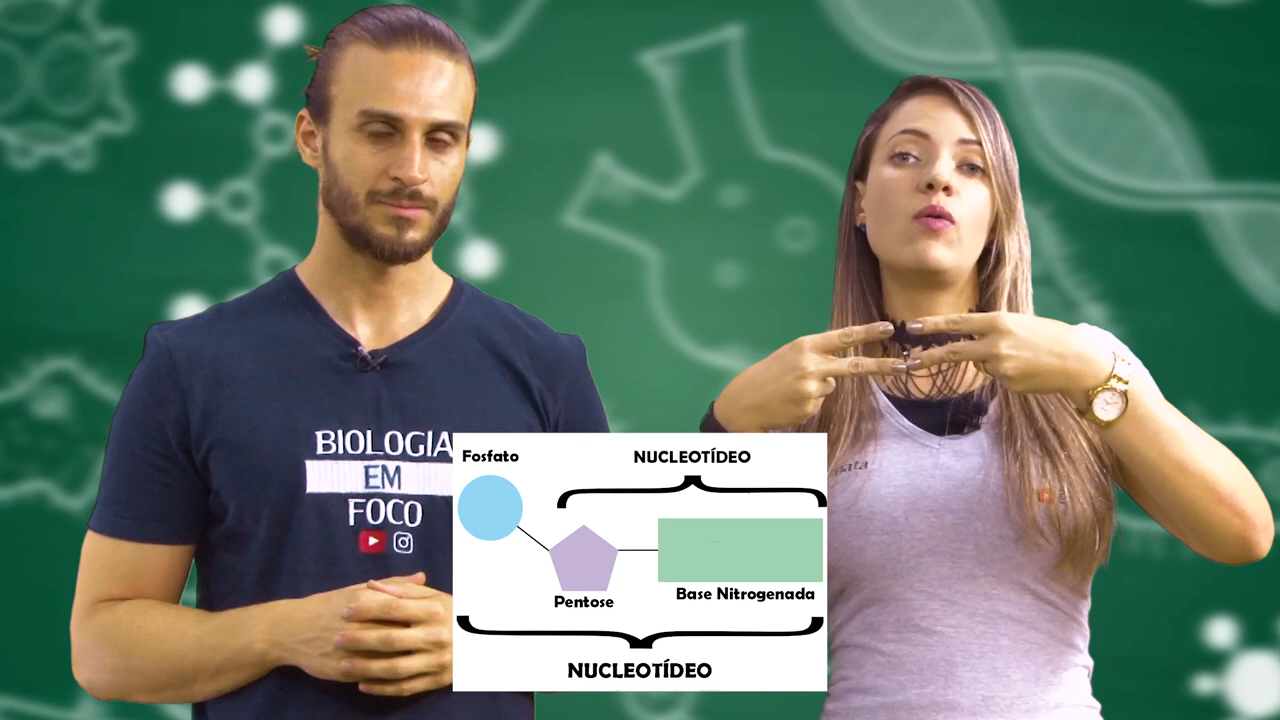 BIOLOGIA
EM
FOCO
Fosfato
NUCLEOTÍDEO
Pentose
Base Nitrogenada
NUCLEOTÍDEO